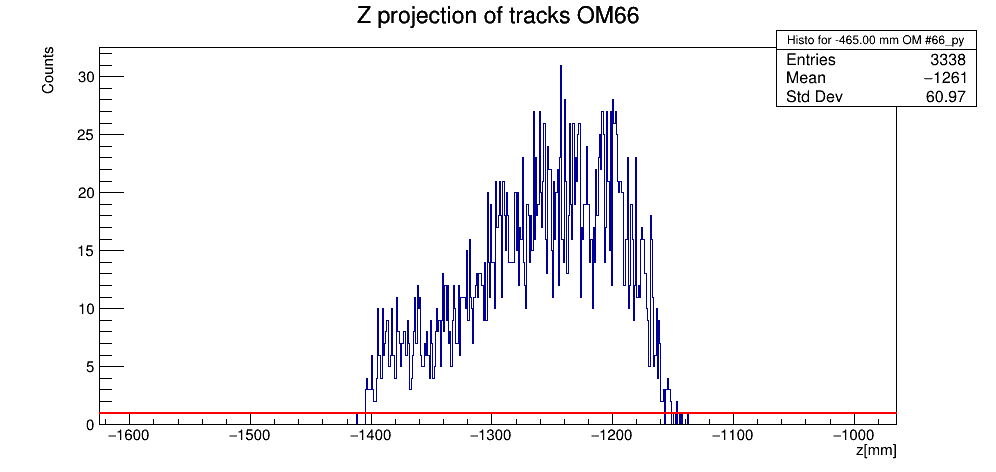 Z projection of tracks OM66
Histo for -465.00 mm OM #66_py
Entries 3338
Mean −1261
Std Dev 60.97
Counts
30
25
20
15
10
5
0
−1600 −1500 −1400 −1300 −1200 −1100 −1000
z[mm]